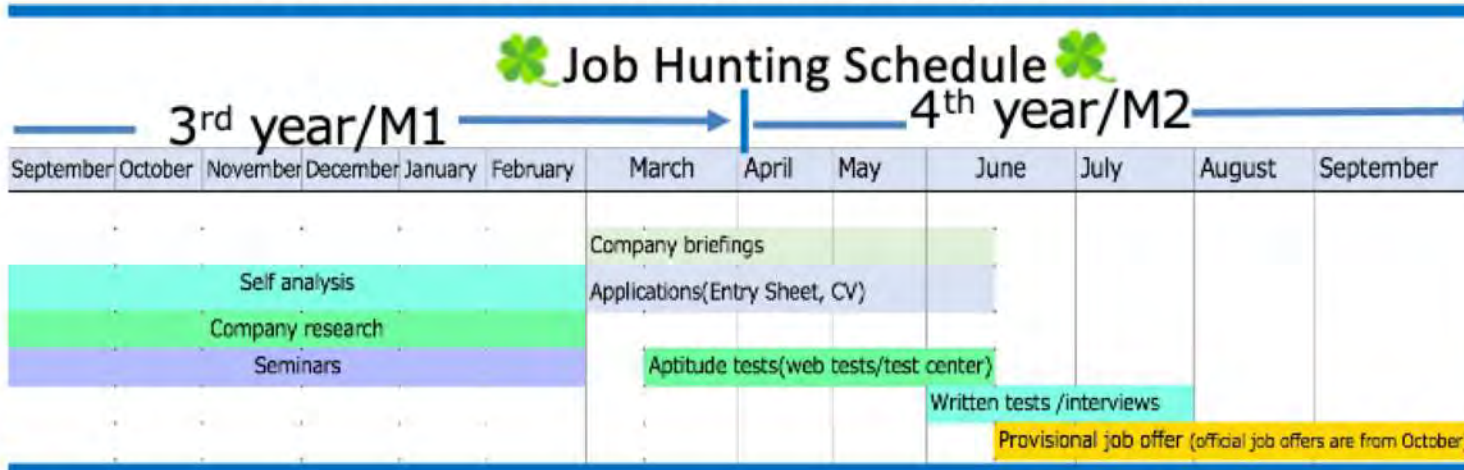 Job Hunting Schedule
3rd year/M1 4th year/M2
September October November December January February March April May June July August September
Company briefings
Self analysis
Applications(Entry Sheet, CV)
Company research
Seminars Aptitude tests(web tests/test center)
Written tests /interviews
Provisional job offer (official job offers are from October